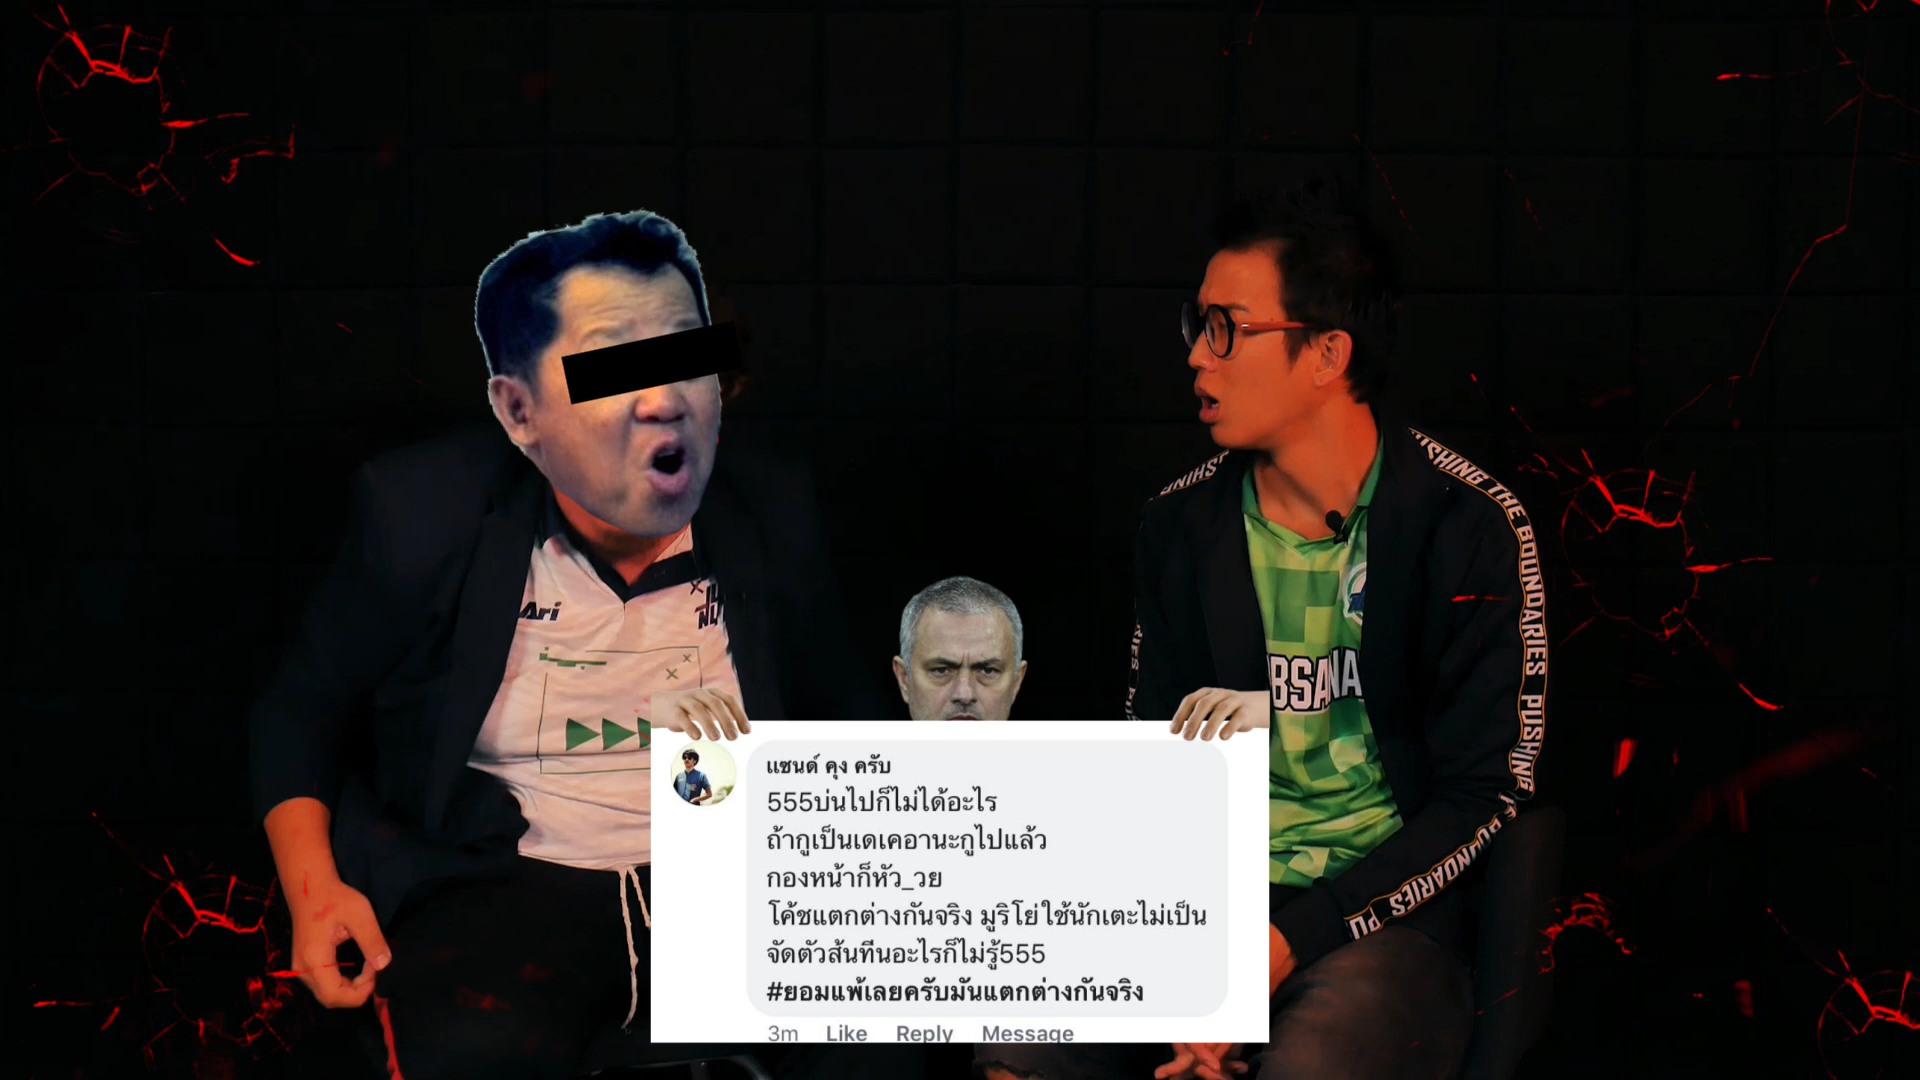 SHING THE BOUNDARIES PUSHING
Ari
BSA
แซนด์ คุง ครับ
555บ่นไปก็ไม่ได้อะไร
ถ้ากูเป็นเดเคอานะกูไปแล้ว
กองหน้าก็หัว_วย
โค้ชแตกต่างกันจริง มูริโย่ใช้นักเตะไม่เป็น
จัดตัวส้นทีนอะไรก็ไม่รู้555
#ยอมแพ้เลยครับมันแตกต่างกันจริง
3m Like Reply Message